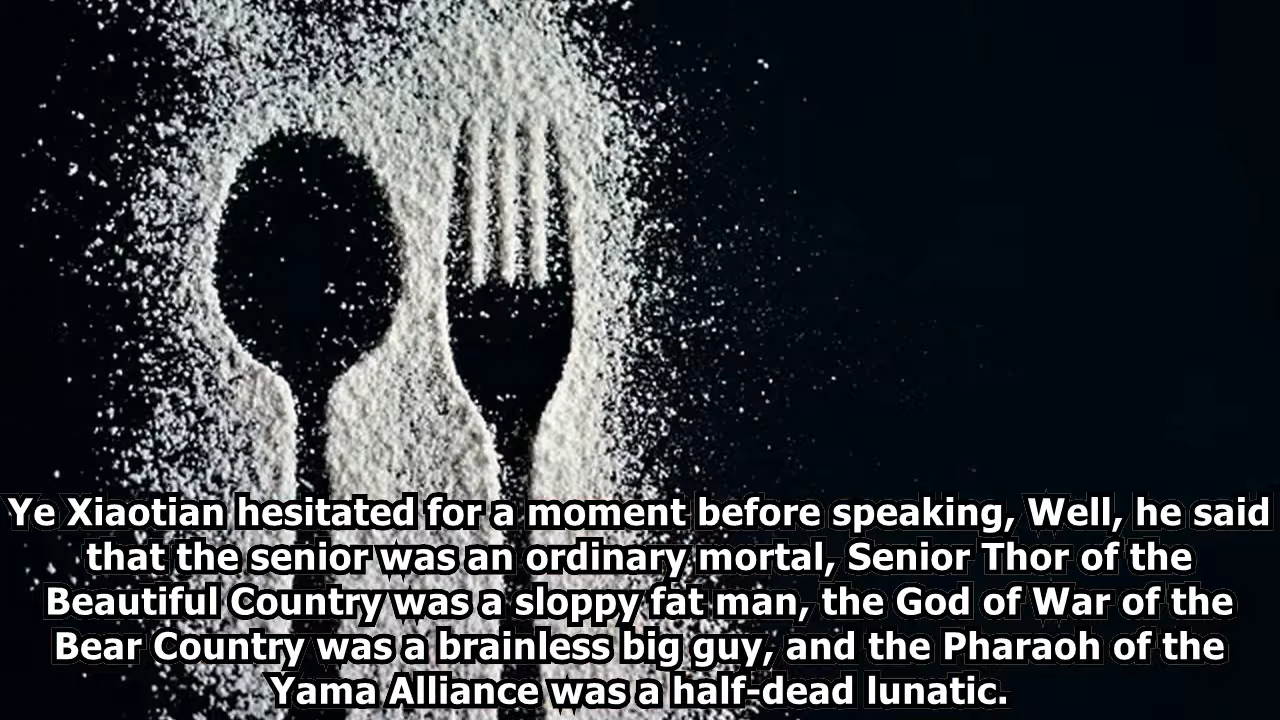 Ye Xiaotian hesitated for a moment before speaking, Well, he said
that the senior was an ordinary mortal, Senior Thor of the
Beautiful Country was a sloppy fat man, the God of War of the
Bear Country was a brainless big guy, and the Pharaoh of the
Yama Alliance was a half-dead lunatic.